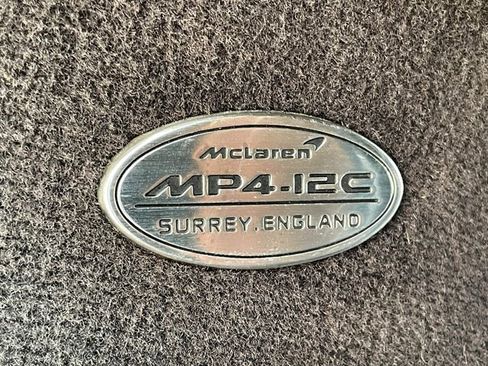 McLaren
MP4-12C
SURREY, ENGLAND